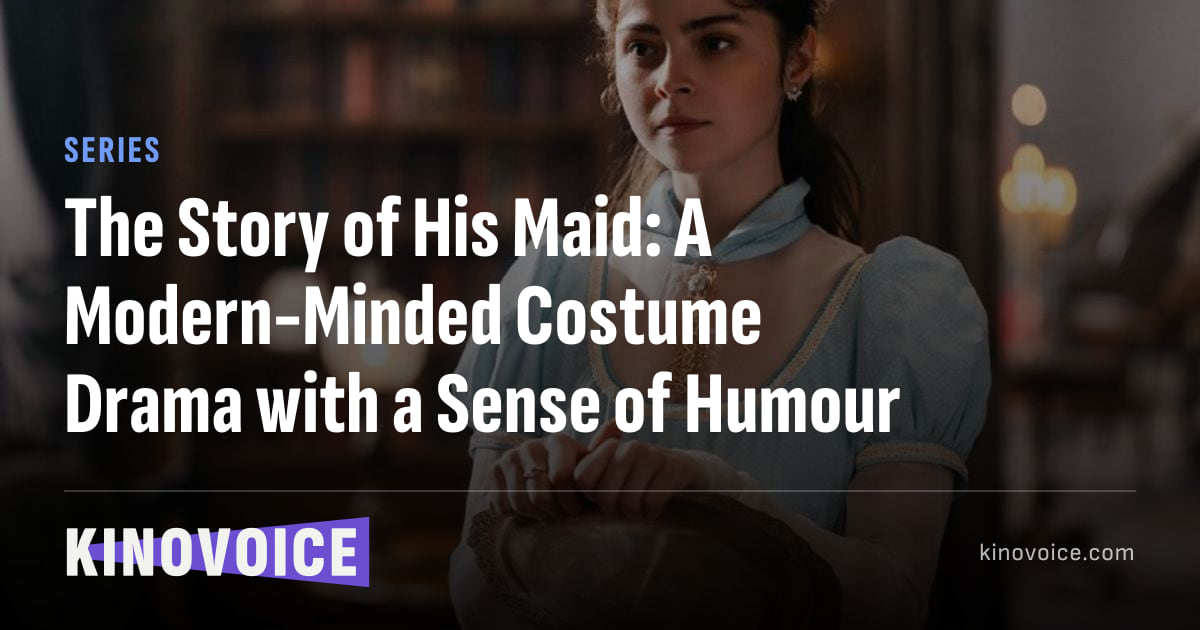 SERIES
The Story of His Maid: A
Modern-Minded Costume
Drama with a Sense of Humour
KINOVOICE
kinovoice.com